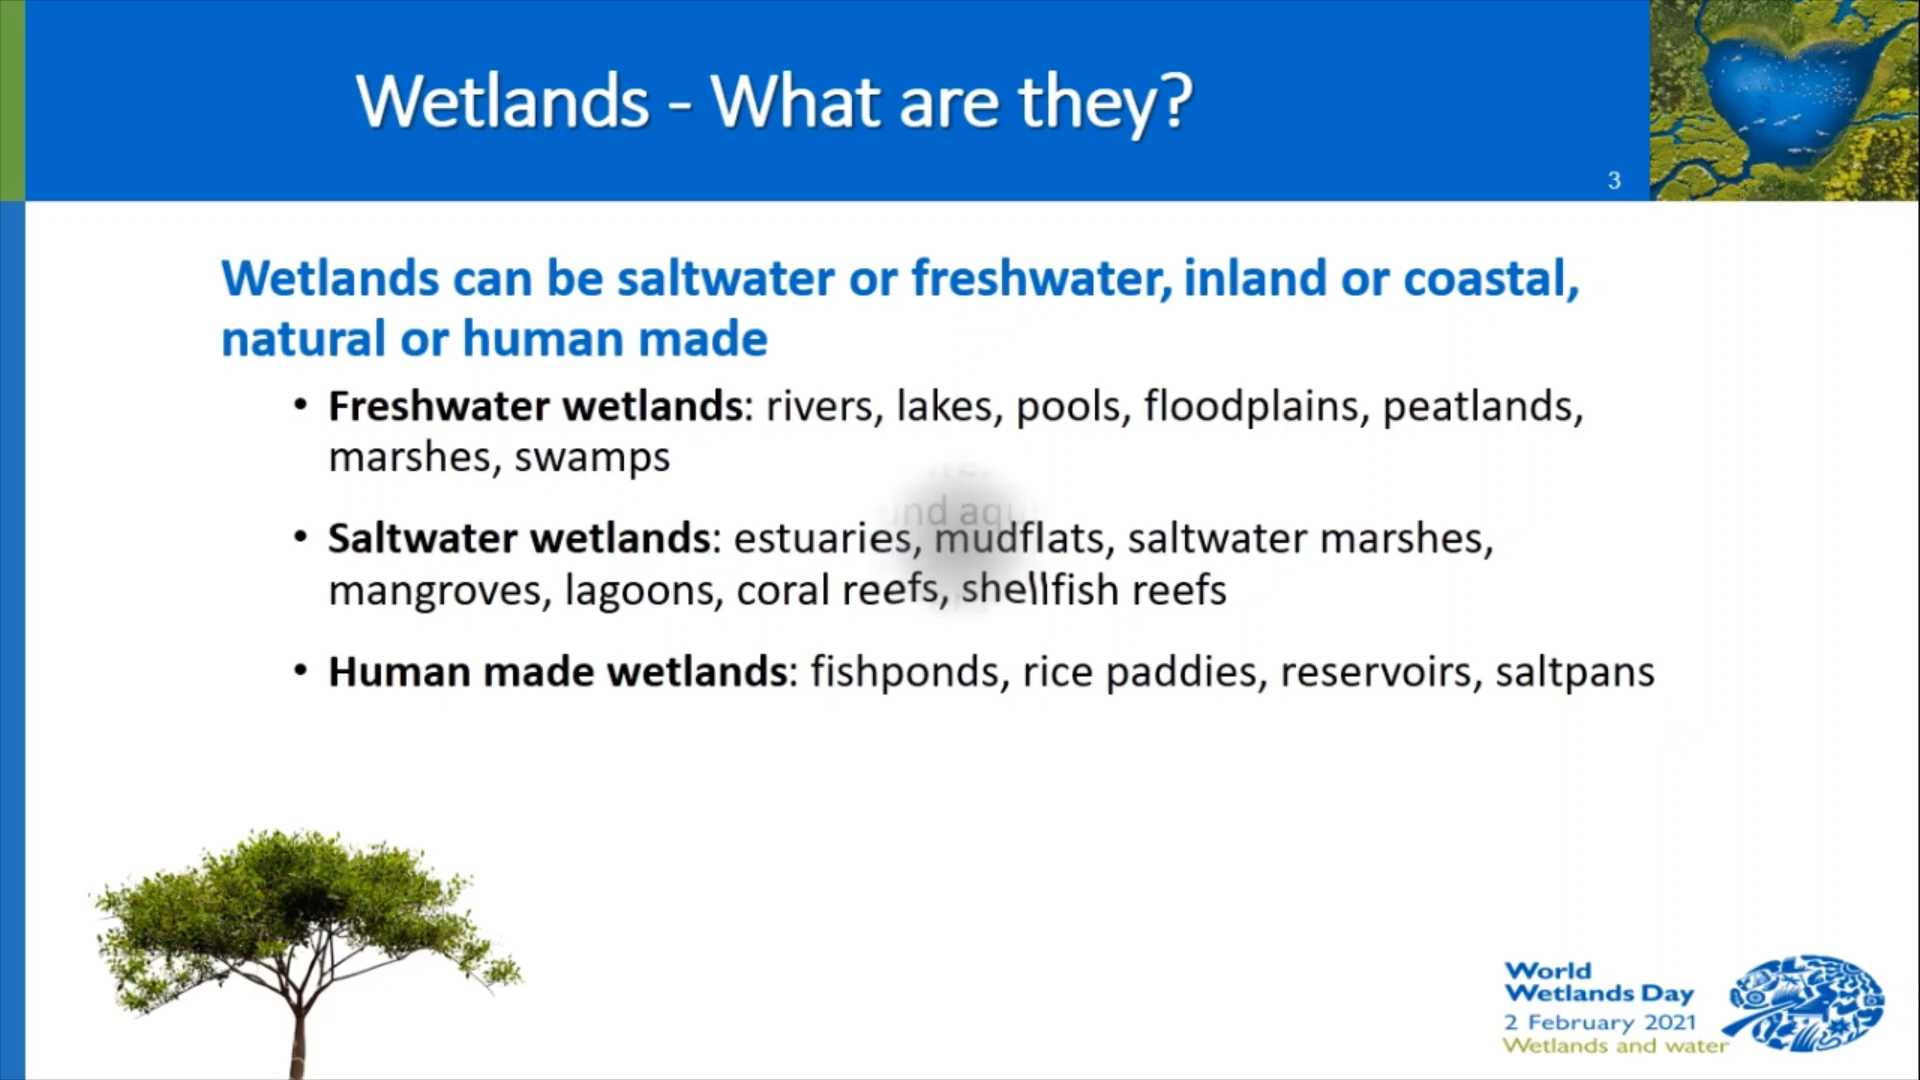 Wetlands - What are they?
3
Wetlands can be saltwater or freshwater, inland or coastal,
natural or human made
• Freshwater wetlands: rivers, lakes, pools, floodplains, peatlands,
marshes, swamps
• Saltwater wetlands: estuaries, mudflats, saltwater marshes,
mangroves, lagoons, coral reefs, shellfish reefs
• Human made wetlands: fishponds, rice paddies, reservoirs, saltpans
World
Wetlands Day
2 February 2021
Wetlands and water